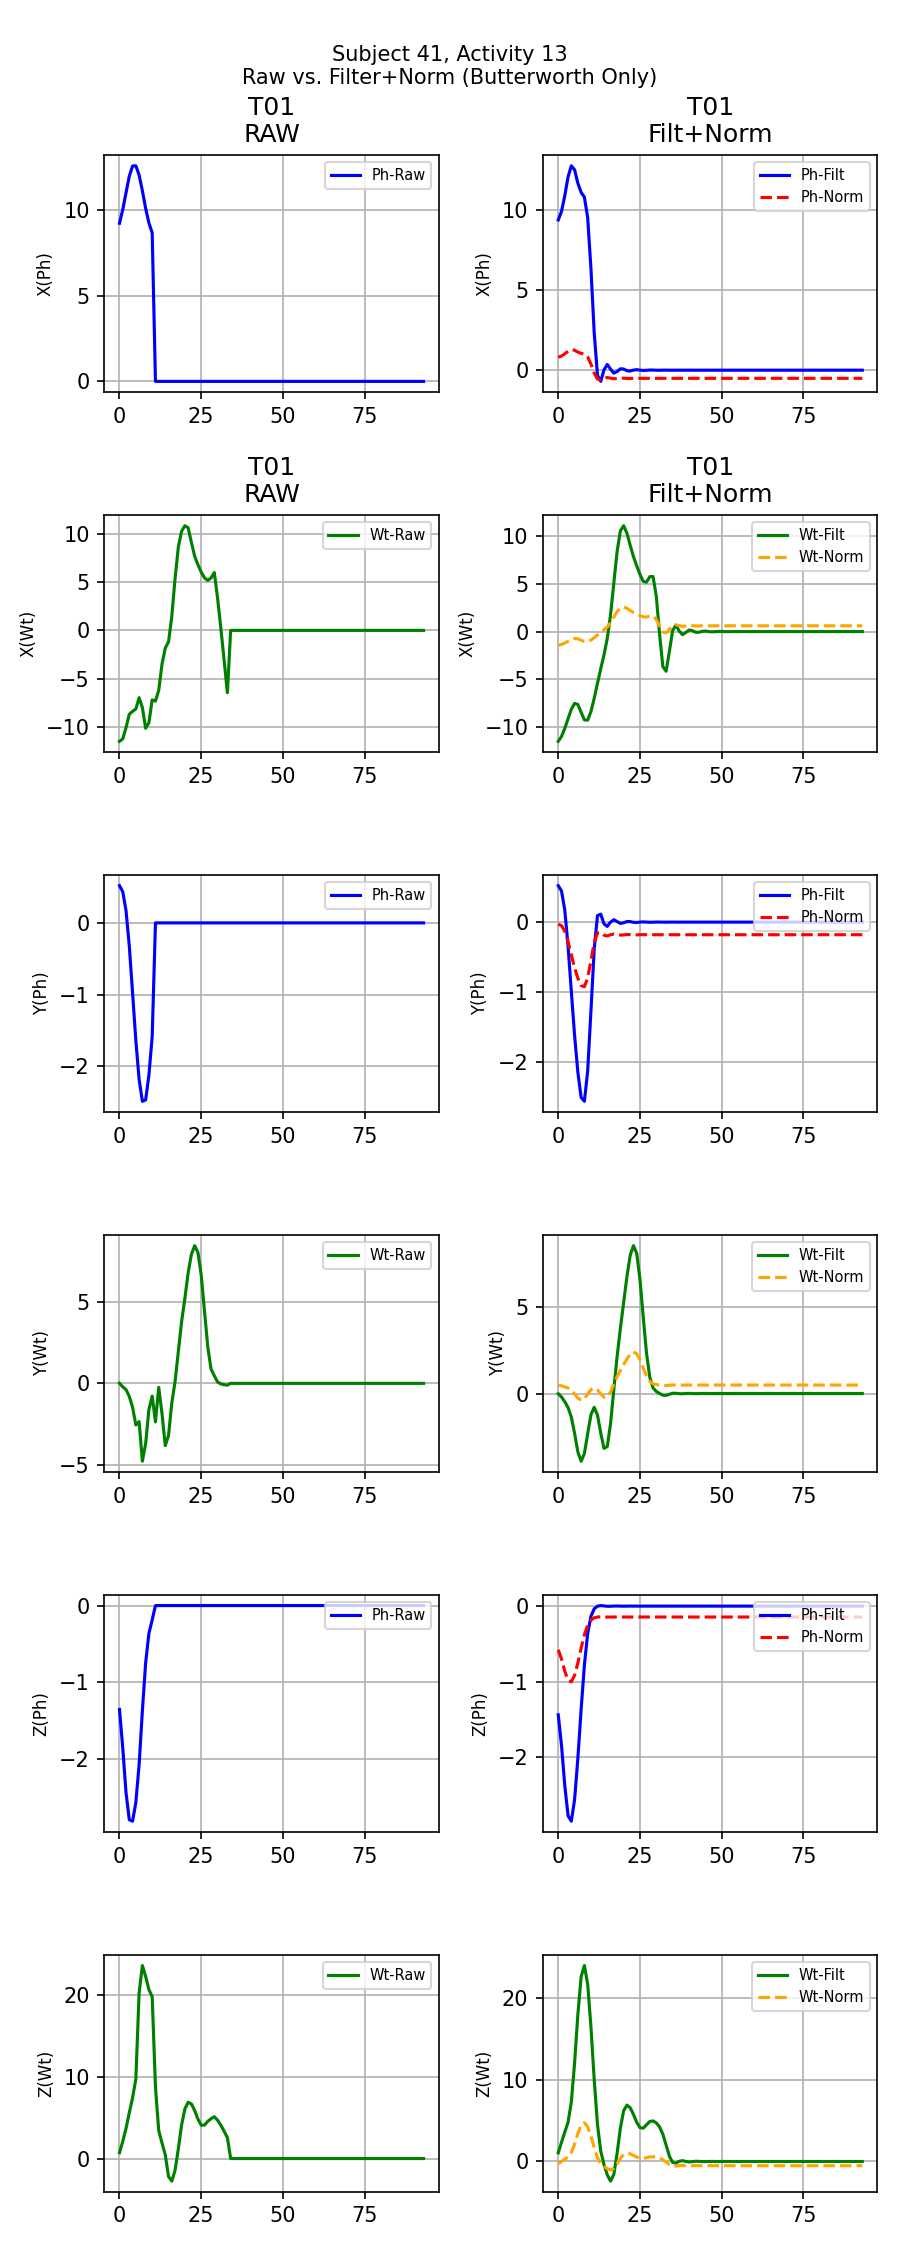 Subject 41, Activity 13
Raw vs. Filter+Norm (Butterworth Only)
T01
RAW
X(Ph)
10
5
0
0 25 50 75
Ph-Raw
T01
Filt+Norm
X(Ph)
10
5
0
0 25 50 75
Ph-Filt
Ph-Norm
T01
RAW
X(Wt)
10
5
0
−5
−10
0 25 50 75
Wt-Raw
T01
Filt+Norm
X(Wt)
10
5
0
−5
−10
0 25 50 75
Wt-Filt
Wt-Norm
Y(Ph)
0
−1
−2
0 25 50 75
Ph-Raw
Y(Ph)
0
−1
−2
0 25 50 75
Ph-Filt
Ph-Norm
Y(Wt)
5
0
−5
0 25 50 75
Wt-Raw
Y(Wt)
5
0
0 25 50 75
Wt-Filt
Wt-Norm
Z(Ph)
0
−1
−2
0 25 50 75
Ph-Raw
Z(Ph)
0
−1
−2
0 25 50 75
Ph-Filt
Ph-Norm
Z(Wt)
20
10
0
0 25 50 75
Wt-Raw
Z(Wt)
20
10
0
0 25 50 75
Wt-Filt
Wt-Norm